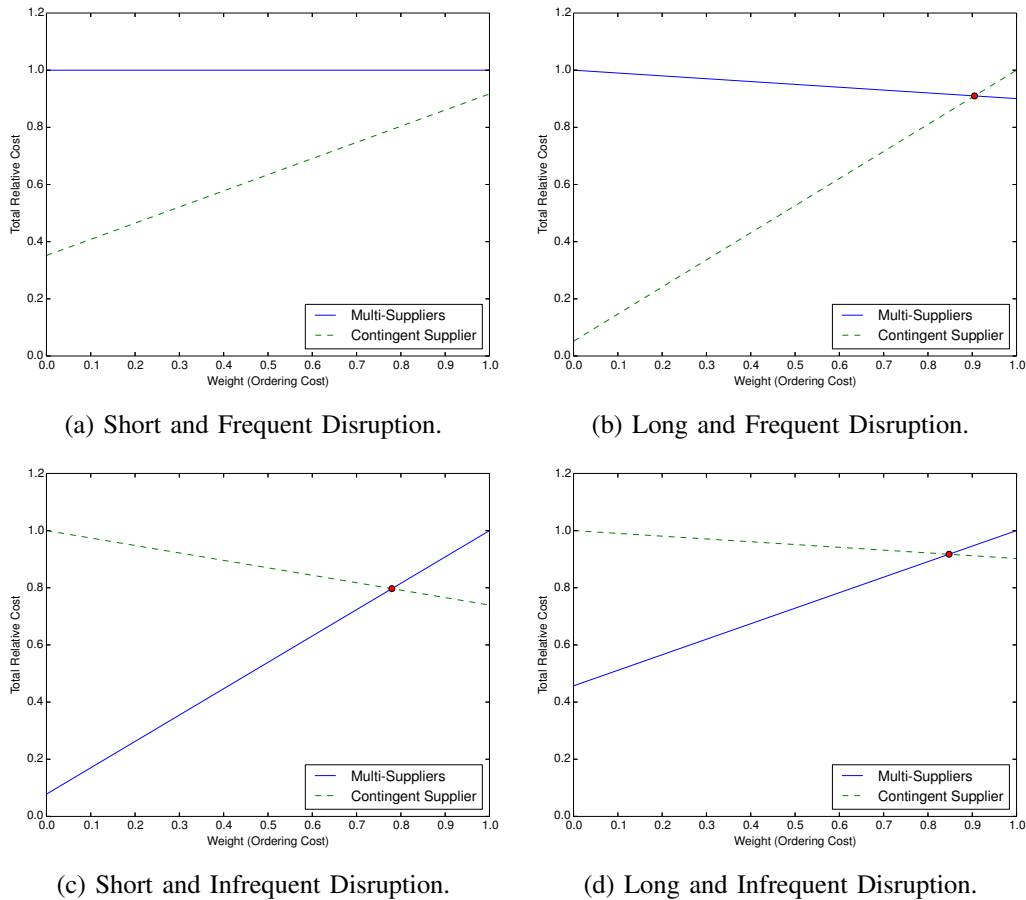 1.2
1.0
0.8
0.6
0.4
0.2
0.0
Total Relative Cost
0.0 0.1 0.2 0.3 0.4 0.5 0.6 0.7 0.8 0.9 1.0
Weight (Ordering Cost)
Multi-Suppliers
Contingent Supplier
(a) Short and Frequent Disruption.
1.2
1.0
0.8
0.6
0.4
0.2
0.0
Total Relative Cost
0.0 0.1 0.2 0.3 0.4 0.5 0.6 0.7 0.8 0.9 1.0
Weight (Ordering Cost)
Multi-Suppliers
Contingent Supplier
(b) Long and Frequent Disruption.
1.2
1.0
0.8
0.6
0.4
0.2
0.0
Total Relative Cost
0.0 0.1 0.2 0.3 0.4 0.5 0.6 0.7 0.8 0.9 1.0
Weight (Ordering Cost)
Multi-Suppliers
Contingent Supplier
(c) Short and Infrequent Disruption.
1.2
1.0
0.8
0.6
0.4
0.2
0.0
Total Relative Cost
0.0 0.1 0.2 0.3 0.4 0.5 0.6 0.7 0.8 0.9 1.0
Weight (Ordering Cost)
Multi-Suppliers
Contingent Supplier
(d) Long and Infrequent Disruption.